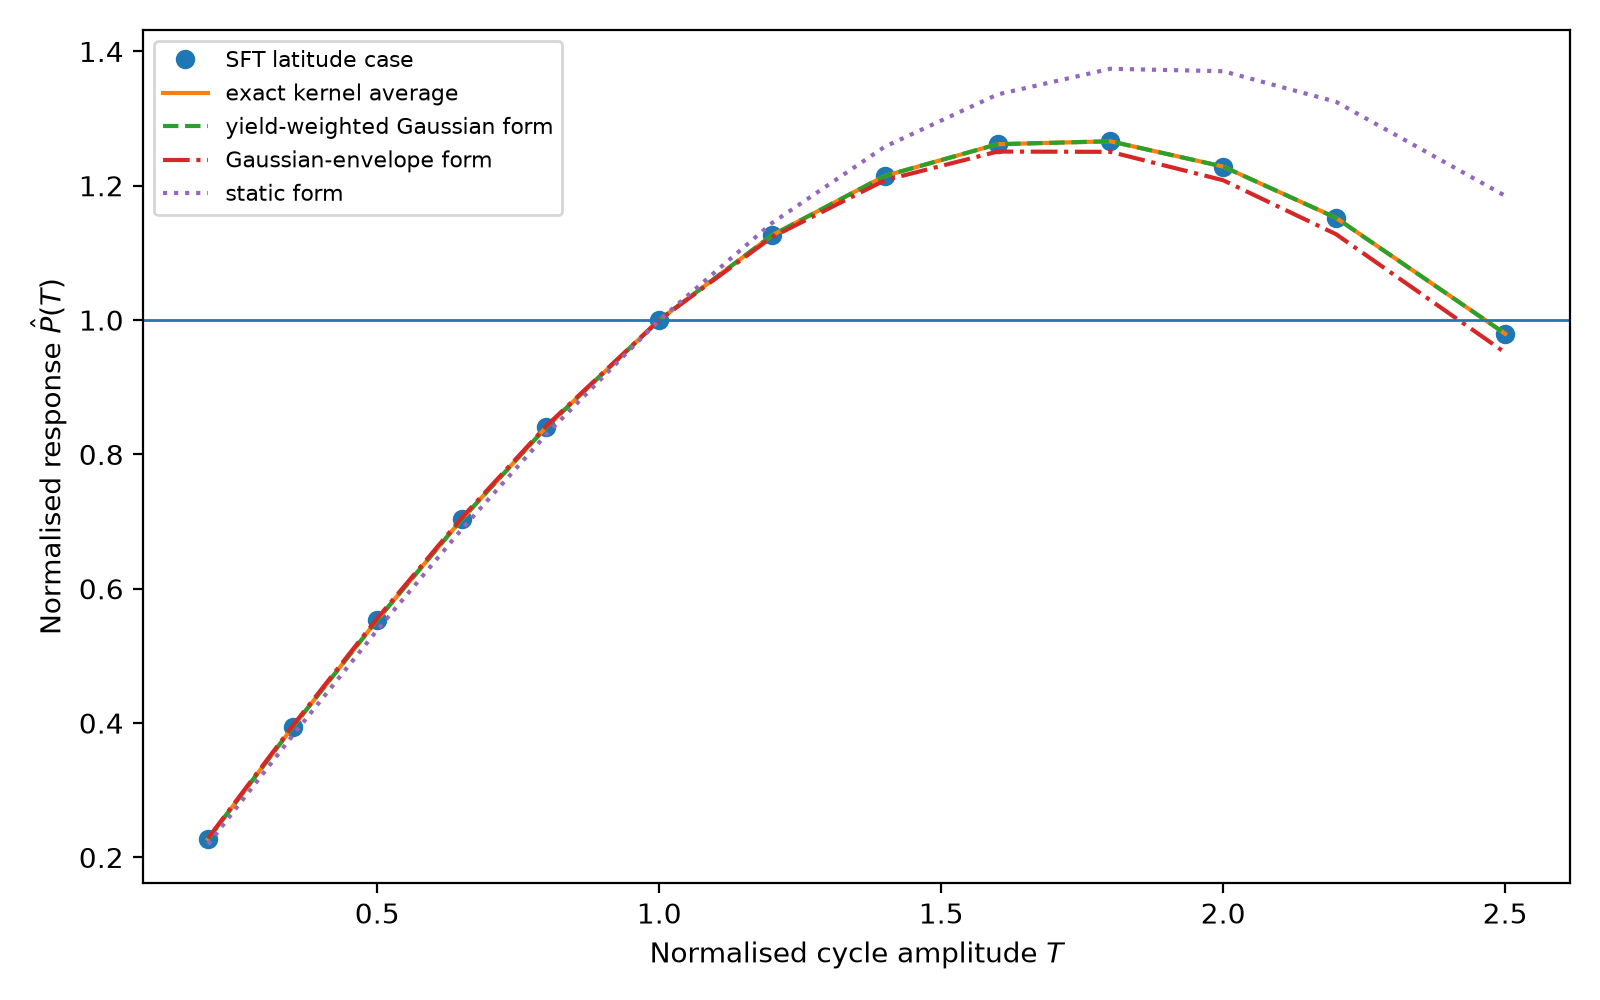 1.4
1.2
1.0
0.8
0.6
0.4
0.2
Normalised response P̂(T)
SFT latitude case
exact kernel average
yield-weighted Gaussian form
Gaussian-envelope form
static form
0.5
1.0
1.5
2.0
2.5
Normalised cycle amplitude T